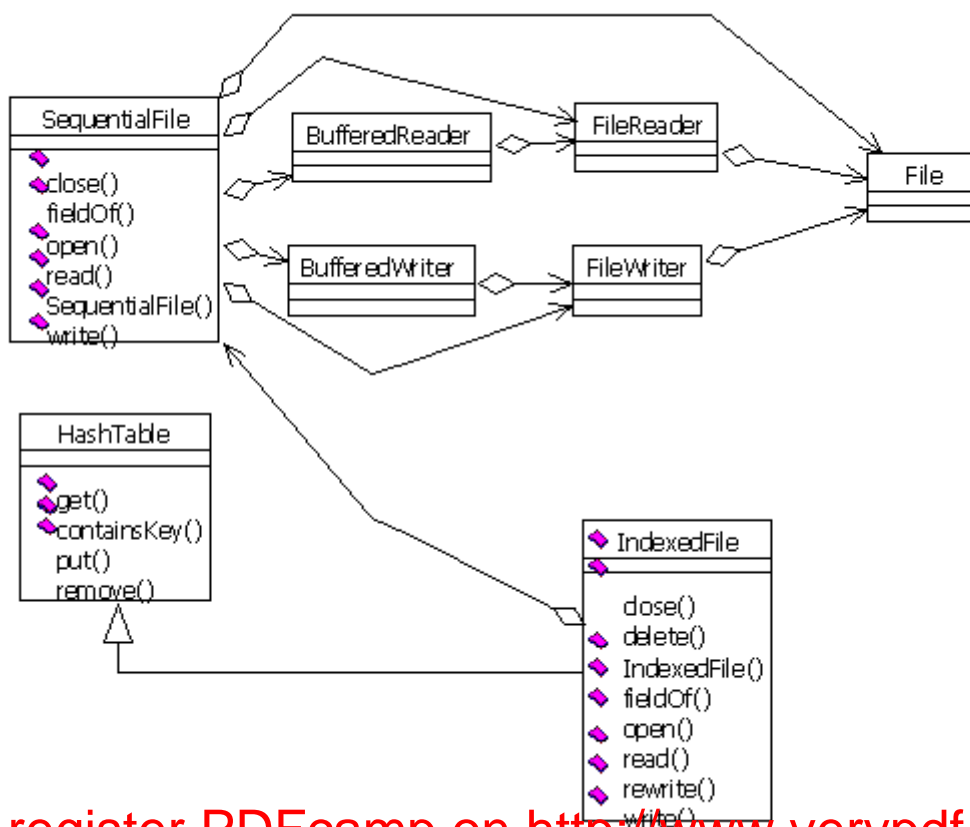 SequentialFile
close()
fieldOf()
open()
read()
SequentialFile()
write()
BufferedReader
FileReader
File
BufferedWriter
FileWriter
HashTable
get()
containsKey()
put()
remove()
IndexedFile
close()
delete()
IndexedFile()
fieldOf()
open()
read()
rewrite()
write()
register PDFcamp on http://www.verypdf